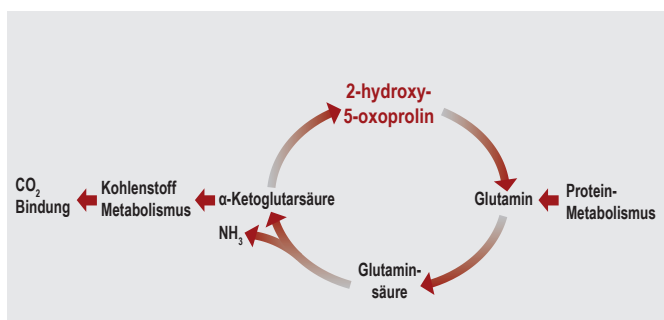 2-hydroxy-
5-oxoprolin
CO2
Bindung
Kohlenstoff
Metabolismus
α-Ketoglutarsäure
Glutamin
Protein-
Metabolismus
NH3
Glutamin-
säure